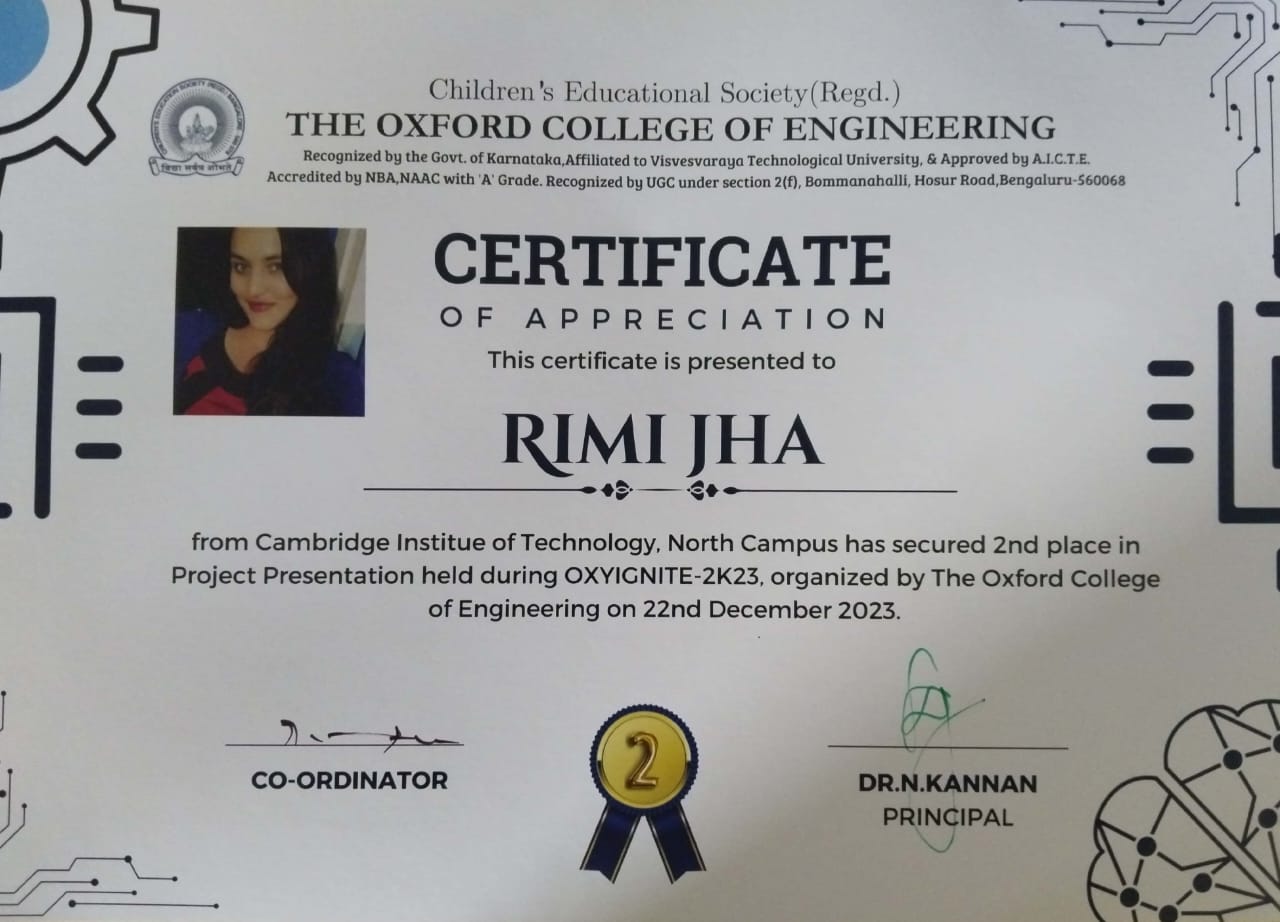 Children's Educational Society(Regd.)
THE OXFORD COLLEGE OF ENGINEERING
Recognized by the Govt. of Karnataka,Affiliated to Visvesvaraya Technological University, & Approved by A.I.C.T.E.
Accredited by NBA,NAAC with 'A' Grade. Recognized by UGC under section 2(f), Bommanahalli, Hosur Road,Bengaluru-560068
CERTIFICATE
OF APPRECIATION
This certificate is presented to
RIMI JHA
from Cambridge Institue of Technology, North Campus has secured 2nd place in
Project Presentation held during OXYIGNITE-2K23, organized by The Oxford College
of Engineering on 22nd December 2023.
2
CO-ORDINATOR
DR.N.KANNAN
PRINCIPAL